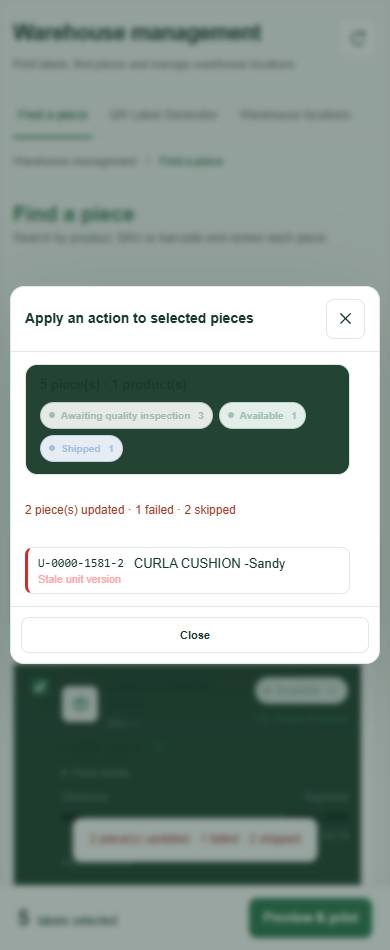 Warehouse management
Print labels, find pieces and manage warehouse locations.
Find a piece QR Label Generator Warehouse locations
Warehouse management Find a piece
Find a piece
Search by product, SKU or barcode and review each piece.
Apply an action to selected pieces
5 piece(s) · 1 product(s)
Awaiting quality inspection 3
Available 1
Shipped 1
2 piece(s) updated · 1 failed · 2 skipped
U-0000-1581-2 CURLA CUSHION -Sandy
Stale unit version
Close
2 piece(s) updated · 1 failed · 2 skipped
5 labels selected
Preview & print